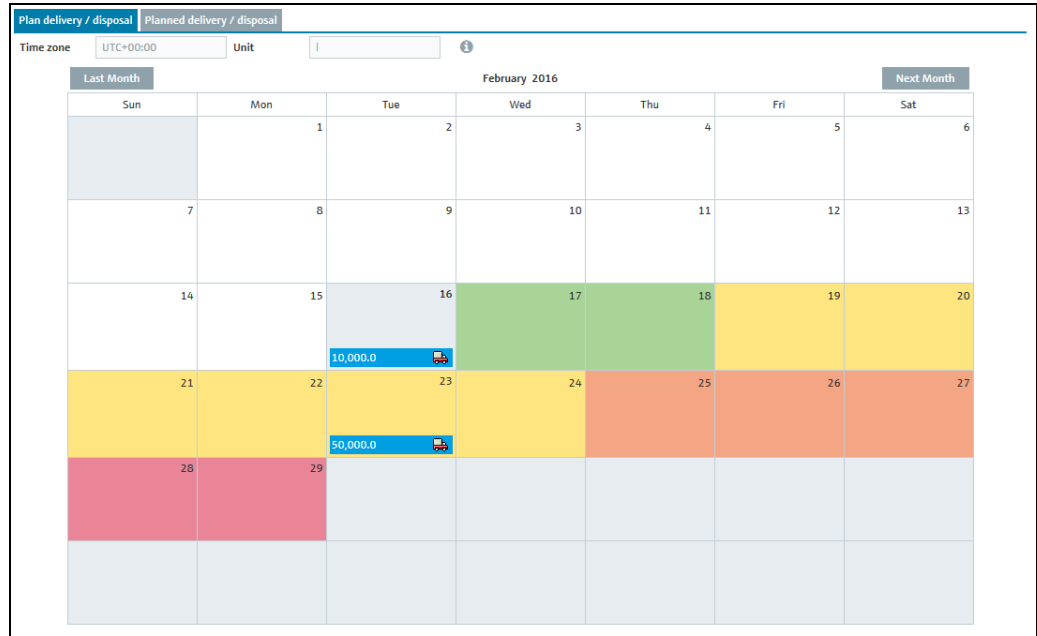 Plan delivery / disposal Planned delivery / disposal
Time zone UTC+00:00 Unit l
Last Month February 2016 Next Month
Sun Mon Tue Wed Thu Fri Sat
1 2 3 4 5 6
7 8 9 10 11 12 13
14 15 16 17 18 19 20
10,000.0
21 22 23 24 25 26 27
50,000.0
28 29